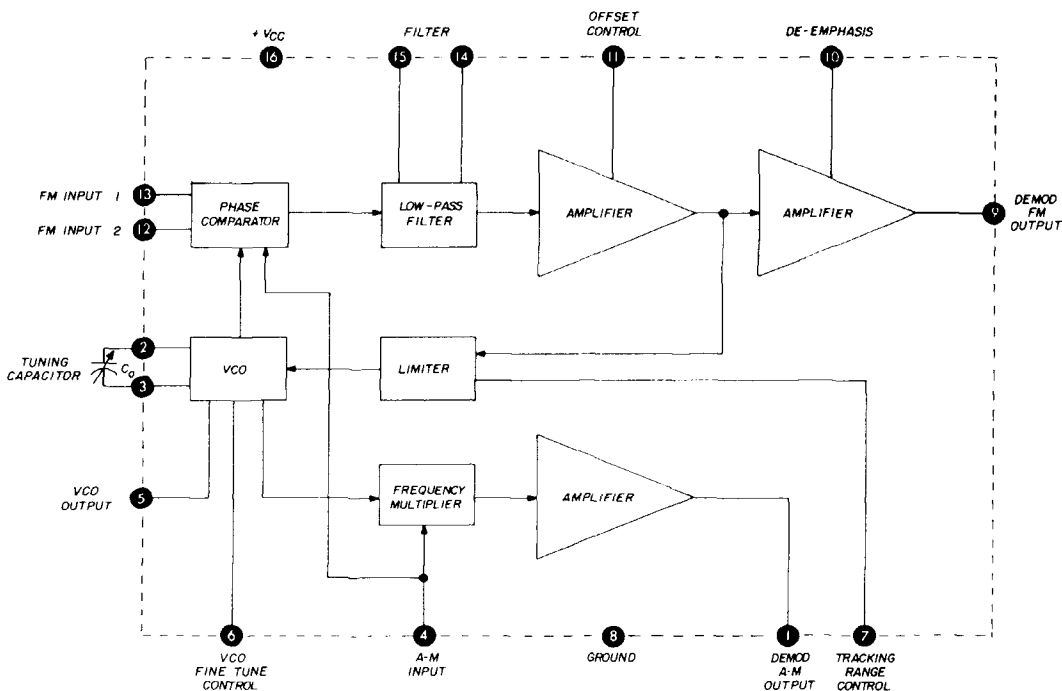 + VCC
16
FILTER
15
14
OFFSET
CONTROL
11
DE-EMPHASIS
10
FM INPUT 1
13
FM INPUT 2
12
PHASE
COMPARATOR
LOW-PASS
FILTER
AMPLIFIER
AMPLIFIER
9
DEMOD
FM
OUTPUT
TUNING
CAPACITOR
Co
2
3
VCO
LIMITER
VCO
OUTPUT
5
FREQUENCY
MULTIPLIER
AMPLIFIER
6
VCO
FINE TUNE
CONTROL
4
A-M
INPUT
8
GROUND
1
DEMOD
A-M
OUTPUT
7
TRACKING
RANGE
CONTROL